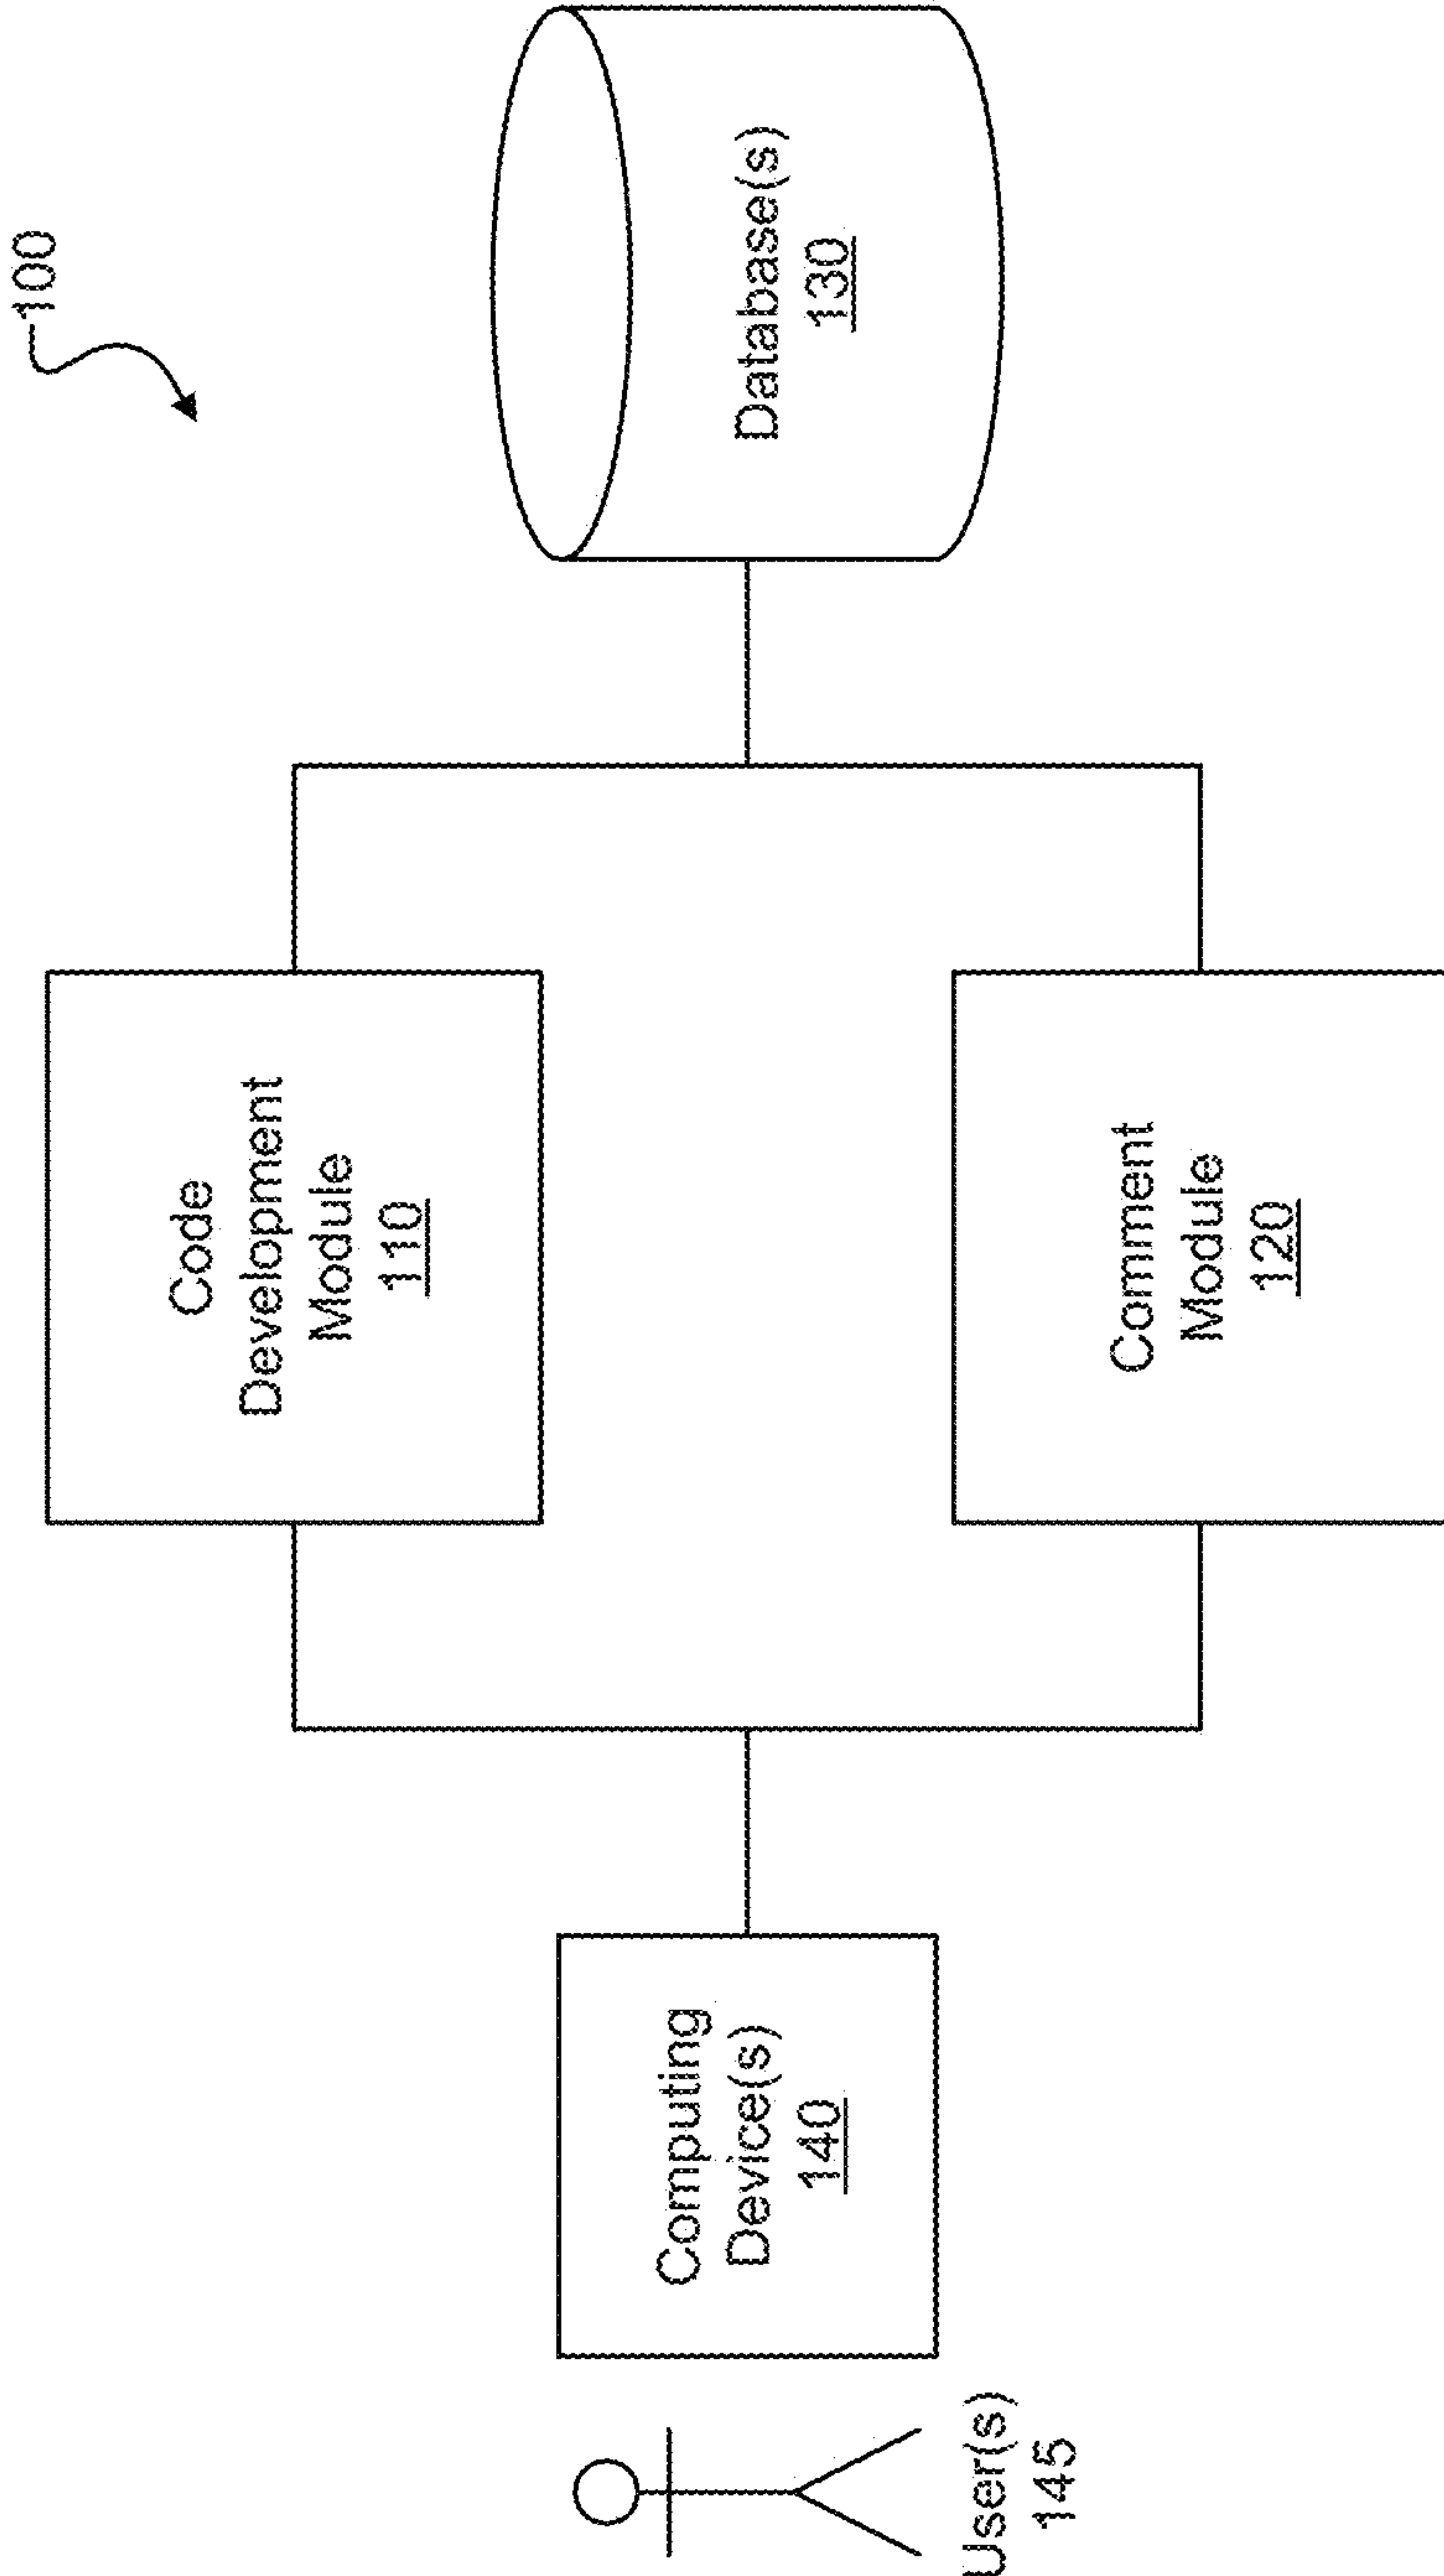 100
Code
Development
Module
110
Database(s)
130
Computing
Device(s)
140
User(s)
145
Comment
Module
120